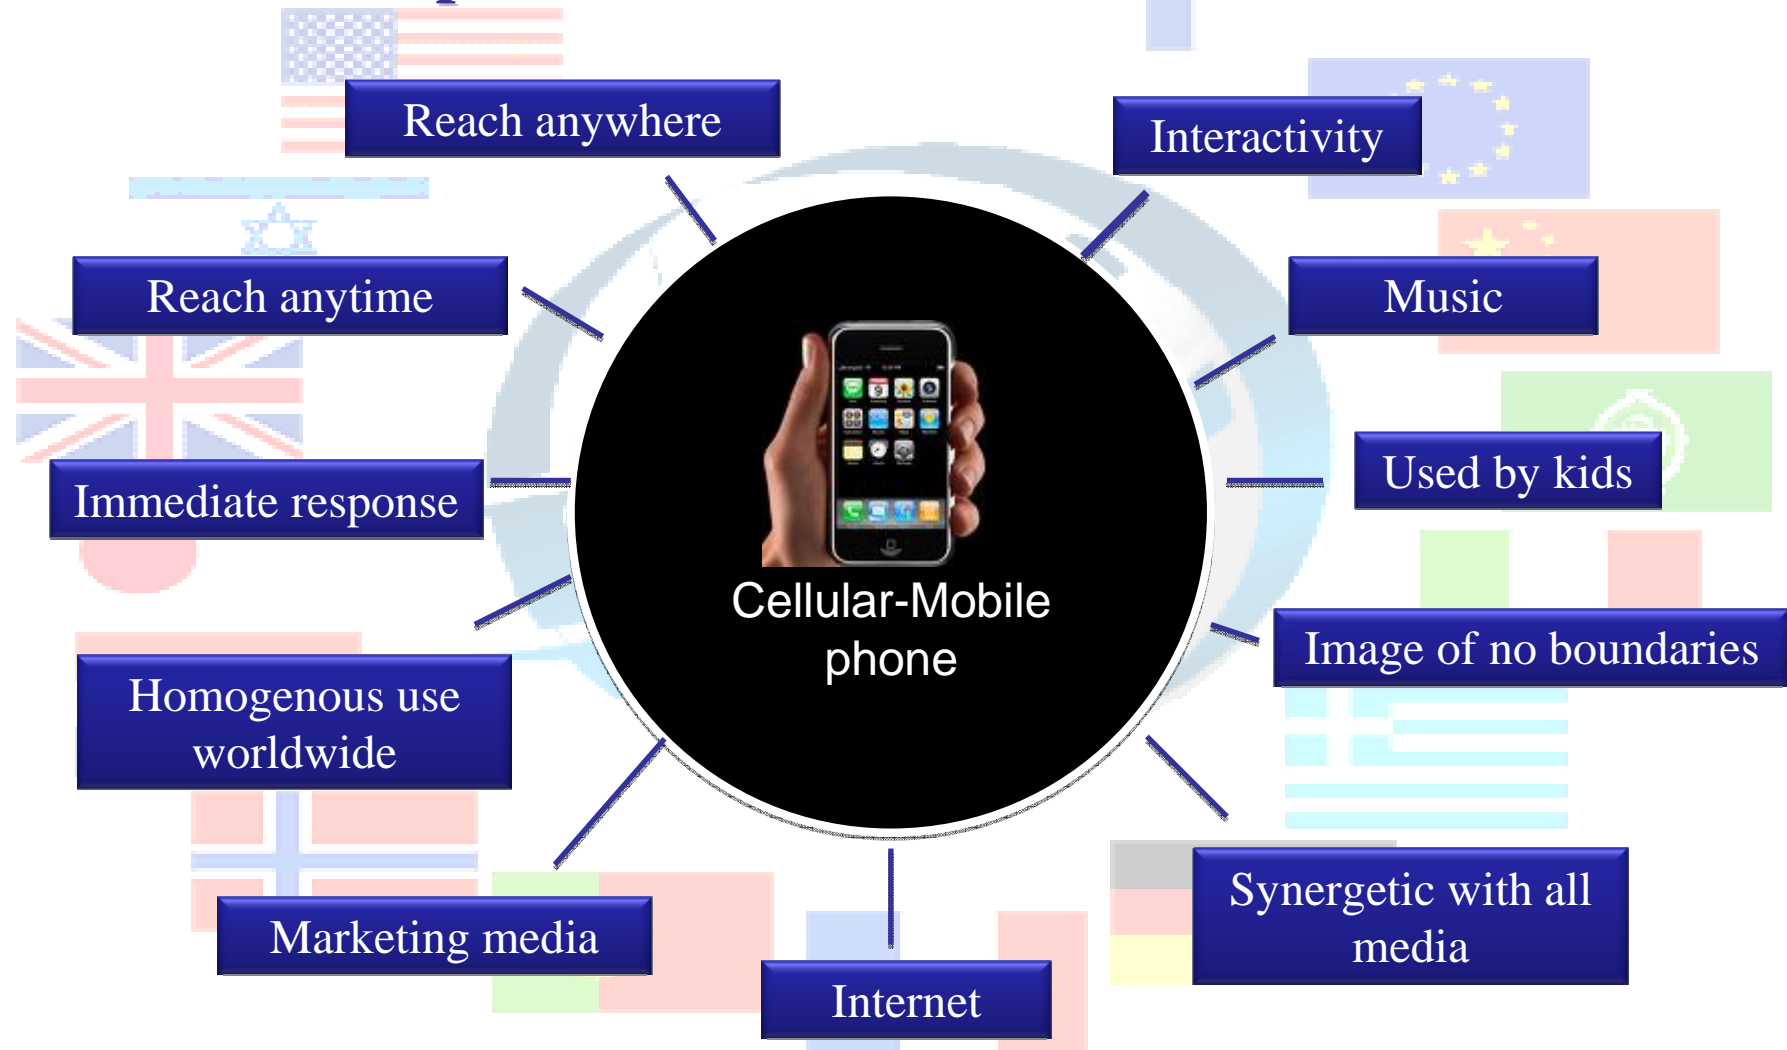 Reach anywhere
Interactivity
Reach anytime
Music
Immediate response
Used by kids
Cellular-Mobile
phone
Image of no boundaries
Homogenous use
worldwide
Synergetic with all
media
Marketing media
Internet